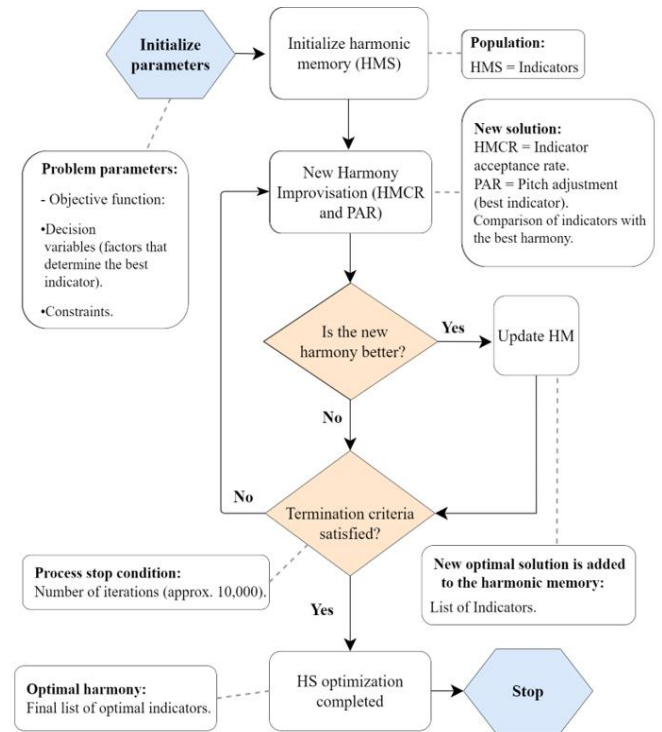 Initialize
parameters
Initialize harmonic
memory (HMS)
Population:
HMS = Indicators
Problem parameters:
- Objective function:
•Decision
variables (factors that
determine the best
indicator).
•Constraints.
New Harmony
Improvisation (HMCR
and PAR)
New solution:
HMCR = Indicator
acceptance rate.
PAR = Pitch adjustment
(best indicator).
Comparison of indicators with
the best harmony.
Is the new
harmony better?
Yes
Update HM
No
Termination criteria
satisfied?
No
Process stop condition:
Number of iterations (approx. 10,000).
New optimal solution is added
to the harmonic memory:
List of Indicators.
Yes
Optimal harmony:
Final list of optimal indicators.
HS optimization
completed
Stop